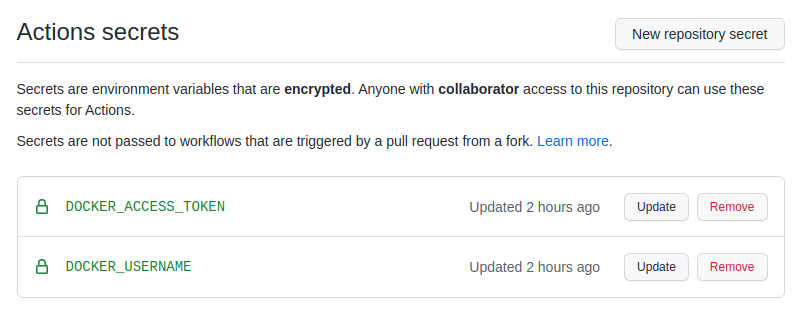 Actions secrets
New repository secret
Secrets are environment variables that are encrypted. Anyone with collaborator access to this repository can use these
secrets for Actions.
Secrets are not passed to workflows that are triggered by a pull request from a fork. Learn more.
DOCKER_ACCESS_TOKEN Updated 2 hours ago Update Remove
DOCKER_USERNAME Updated 2 hours ago Update Remove